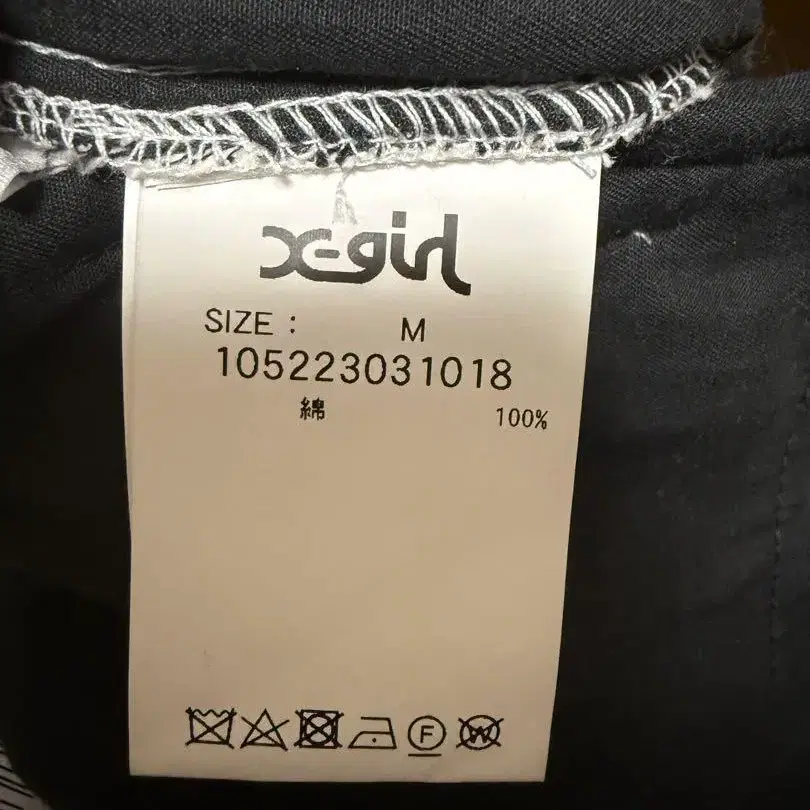 X-girl
SIZE : M
105223031018
綿 100%
F
W